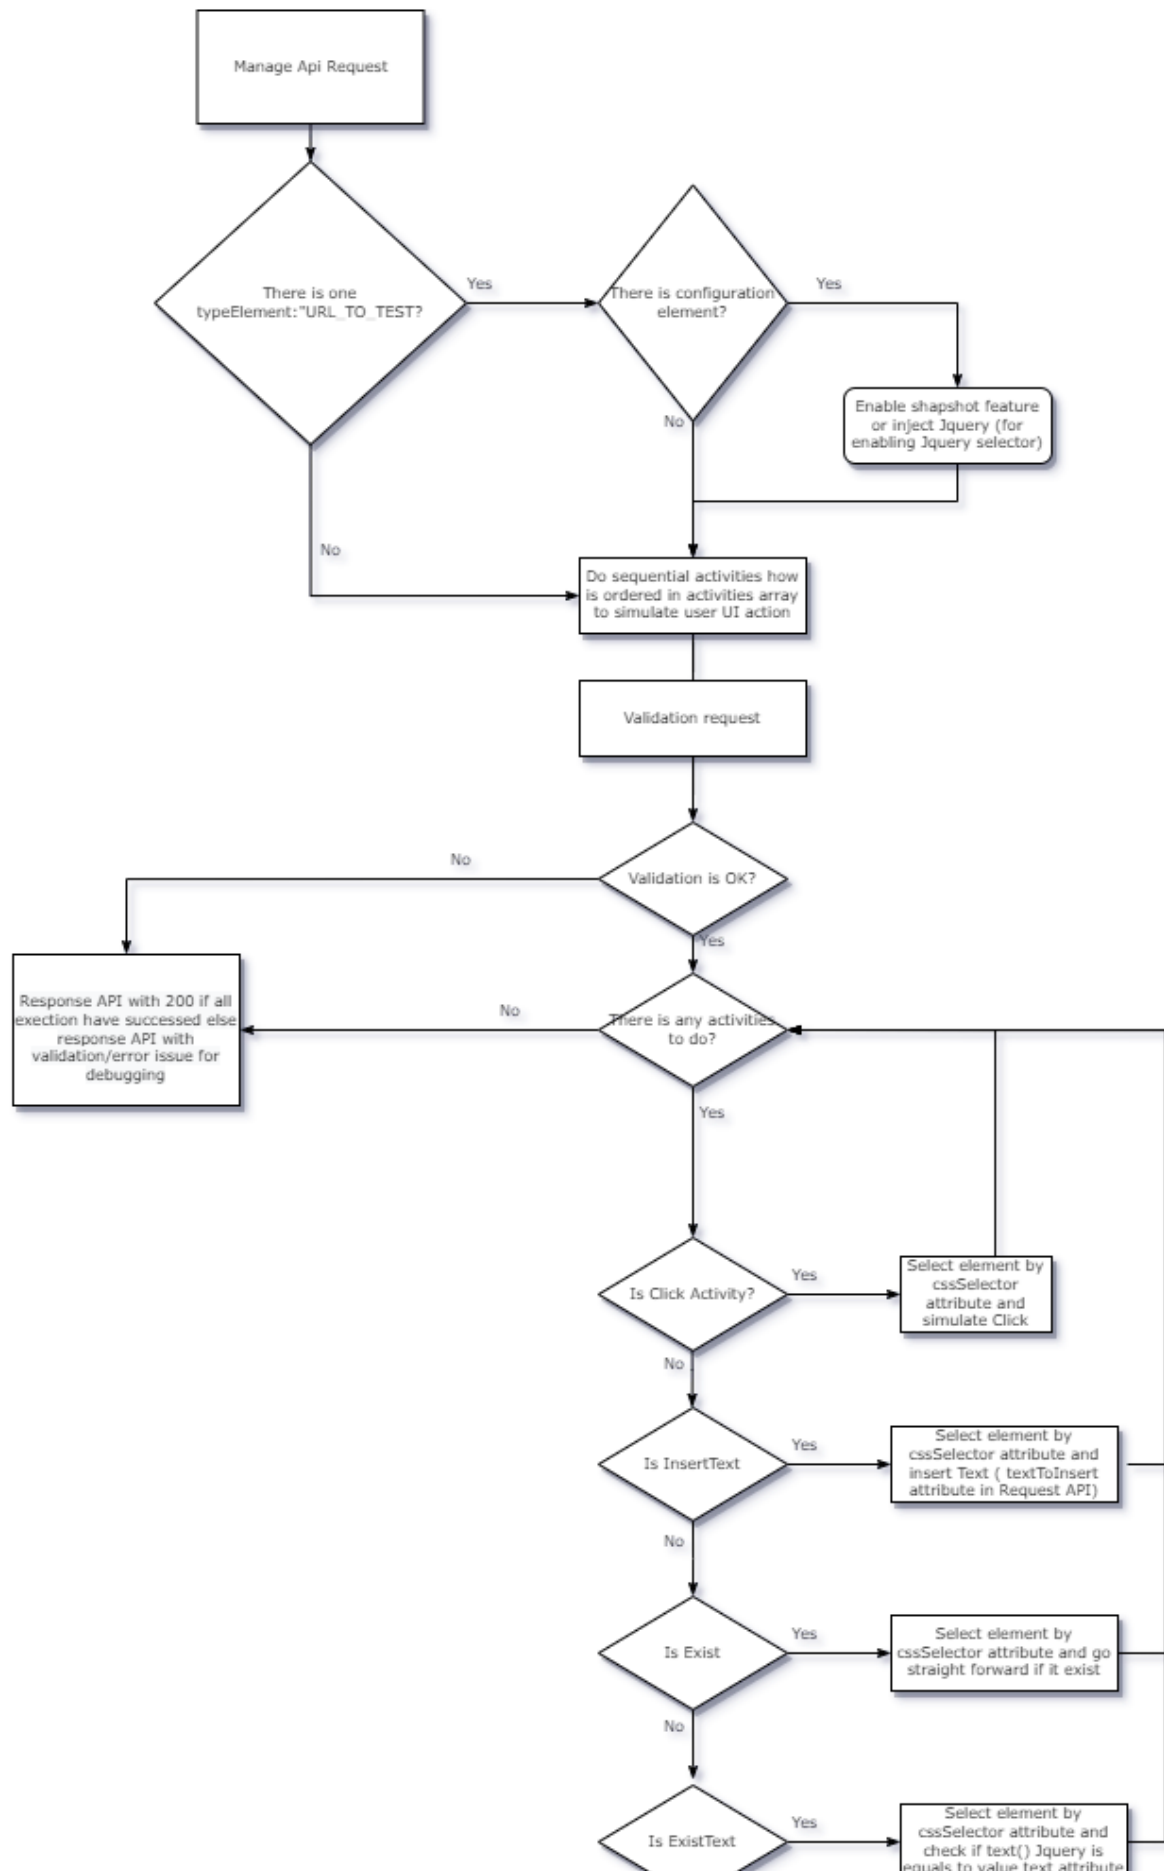 Manage Api Request
There is one
typeElement:"URL_TO_TEST?
Yes
There is configuration
element?
Yes
Enable shapshot feature
or inject Jquery (for
enabling Jquery selector)
No
No
Do sequential activities how
is ordered in activities array
to simulate user UI action
Validation request
Validation is OK?
No
Yes
Response API with 200 if all
exection have successed else
response API with
validation/error issue for
debugging
No
There is any activities
to do?
Yes
Is Click Activity?
Yes
Select element by
cssSelector
attribute and
simulate Click
No
Is InsertText
Yes
Select element by
cssSelector attribute and
insert Text ( textToInsert
attribute in Request API)
No
Is Exist
Yes
Select element by
cssSelector attribute and go
straight forward if it exist
No
Is ExistText
Yes
Select element by
cssSelector attribute and
check if text() Jquery is
equals to value text attribute